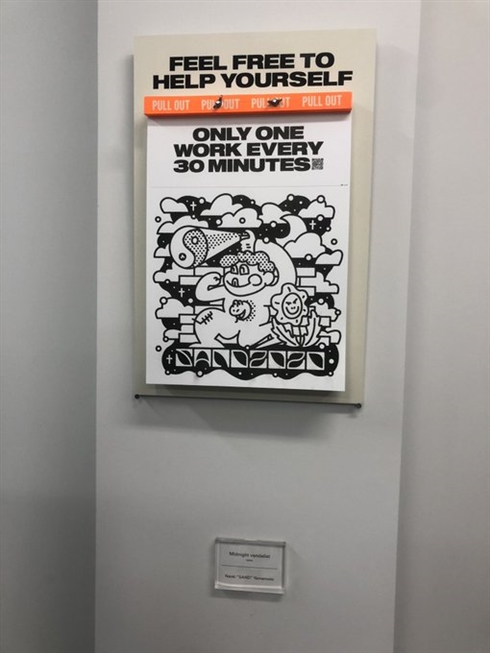 FEEL FREE TO
HELP YOURSELF
PULL OUT PULL OUT PULL OUT PULL OUT
ONLY ONE
WORK EVERY
30 MINUTES
Midnight vandalist